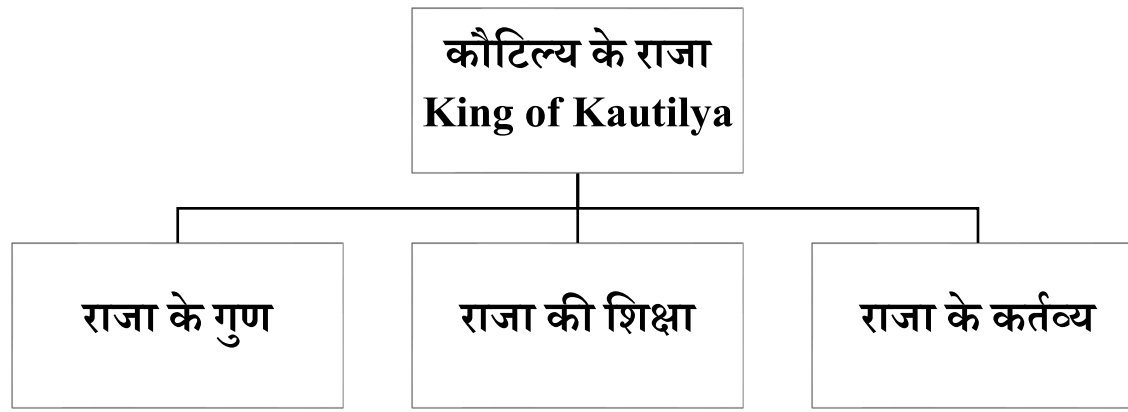 कौटिल्य के राजा
King of Kautilya
राजा के गुण
राजा की शिक्षा
राजा के कर्तव्य